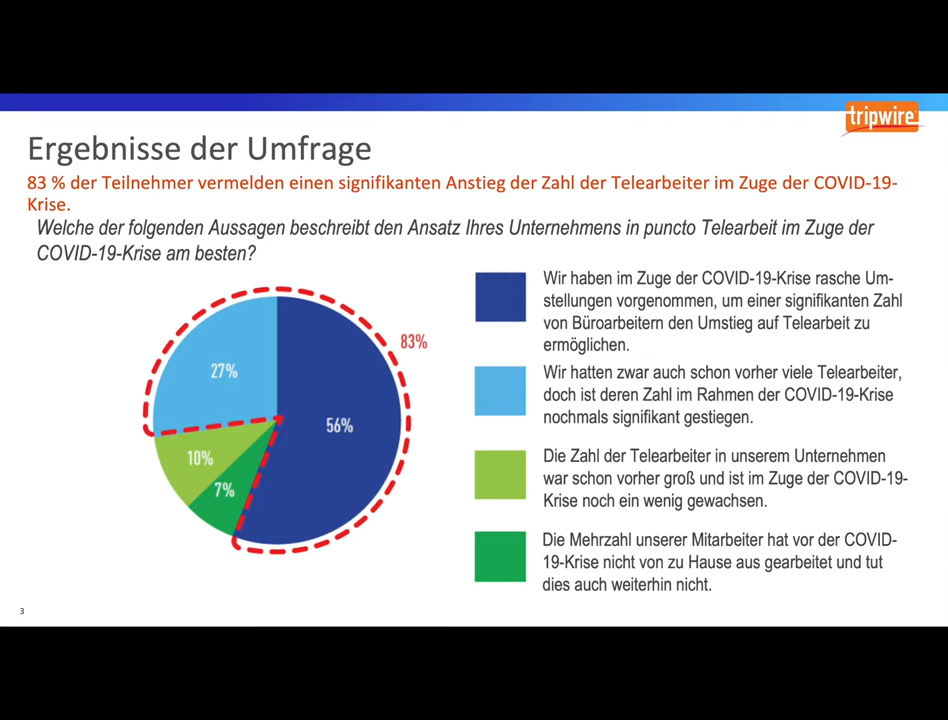 tripwire
Ergebnisse der Umfrage
83 % der Teilnehmer vermelden einen signifikanten Anstieg der Zahl der Telearbeiter im Zuge der COVID-19-
Krise.
Welche der folgenden Aussagen beschreibt den Ansatz Ihres Unternehmens in puncto Telearbeit im Zuge der
COVID-19-Krise am besten?
83%
27%
56%
10%
7%
Wir haben im Zuge der COVID-19-Krise rasche Um-
stellungen vorgenommen, um einer signifikanten Zahl
von Büroarbeitern den Umstieg auf Telearbeit zu
ermöglichen.
Wir hatten zwar auch schon vorher viele Telearbeiter,
doch ist deren Zahl im Rahmen der COVID-19-Krise
nochmals signifikant gestiegen.
Die Zahl der Telearbeiter in unserem Unternehmen
war schon vorher groß und ist im Zuge der COVID-19-
Krise noch ein wenig gewachsen.
Die Mehrzahl unserer Mitarbeiter hat vor der COVID-
19-Krise nicht von zu Hause aus gearbeitet und tut
dies auch weiterhin nicht.
3